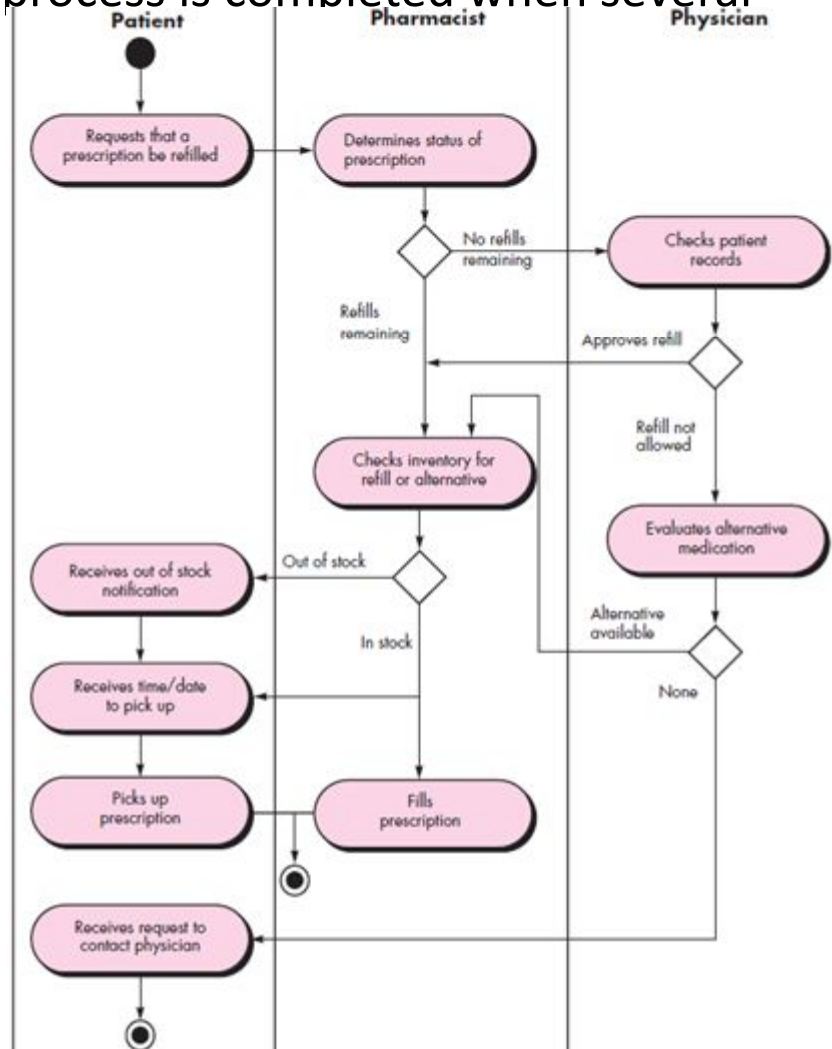 process is completed when several
Patient
Pharmacist
Physician
Requests that a
prescription be refilled
Determines status of
prescription
No refills
remaining
Checks patient
records
Refills
remaining
Approves refill
Refill not
allowed
Checks inventory for
refill or alternative
Evaluates alternative
medication
Out of stock
Receives out of stock
notification
In stock
Alternative
available
None
Receives time/date
to pick up
Picks up
prescription
Fills
prescription
Receives request to
contact physician